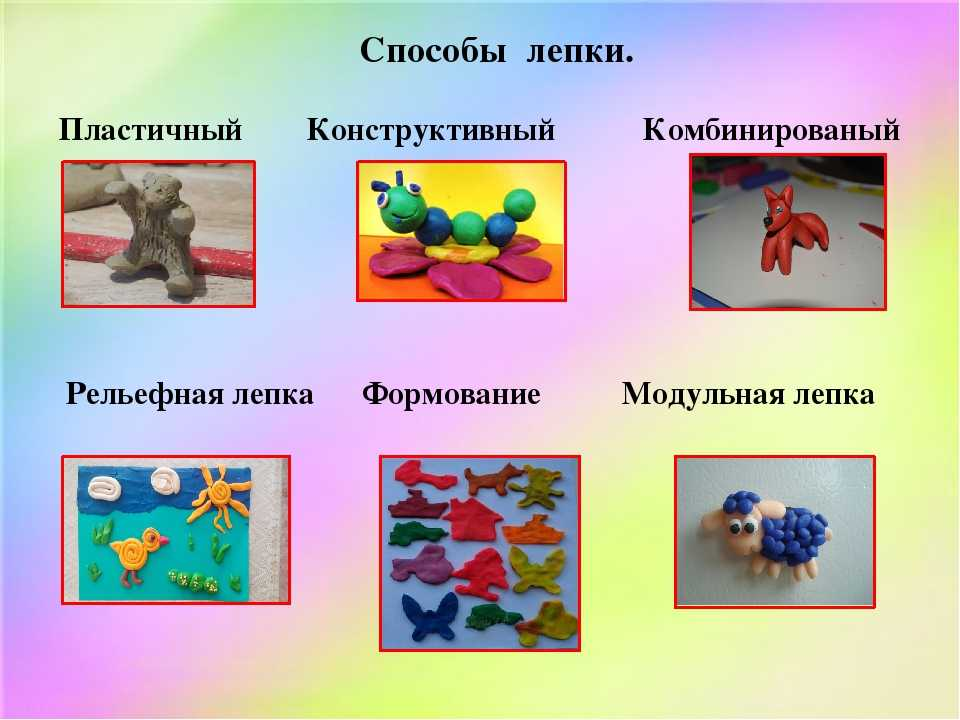 Способы лепки.
Пластичный Конструктивный Комбинированый
Рельефная лепка Формование Модульная лепка